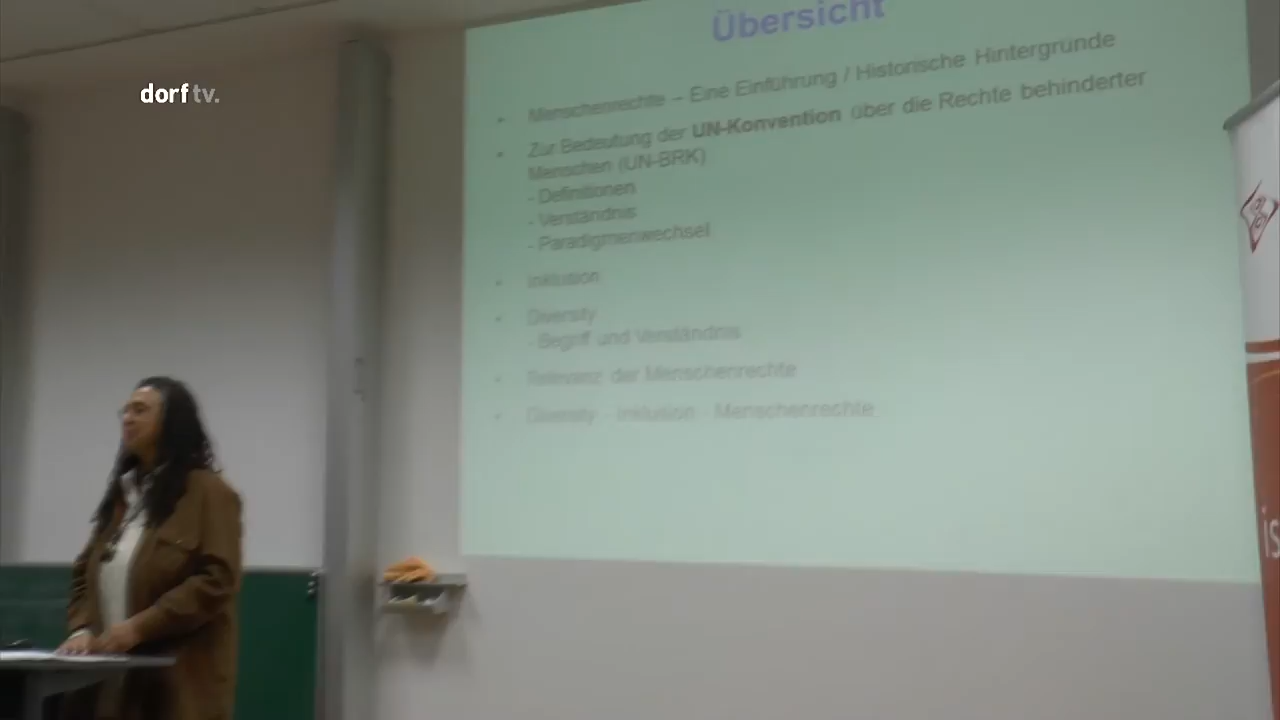 Übersicht
dorf tv.
• Menschenrechte – Eine Einführung / Historische Hintergründe
• Zur Bedeutung der UN-Konvention über die Rechte behinderter
Menschen (UN-BRK)
- Definitionen
- Verständnis
- Paradigmenwechsel
• Inklusion
• Diversity
- Begriff und Verständnis
• Relevanz der Menschenrechte
• Diversity - Inklusion - Menschenrechte